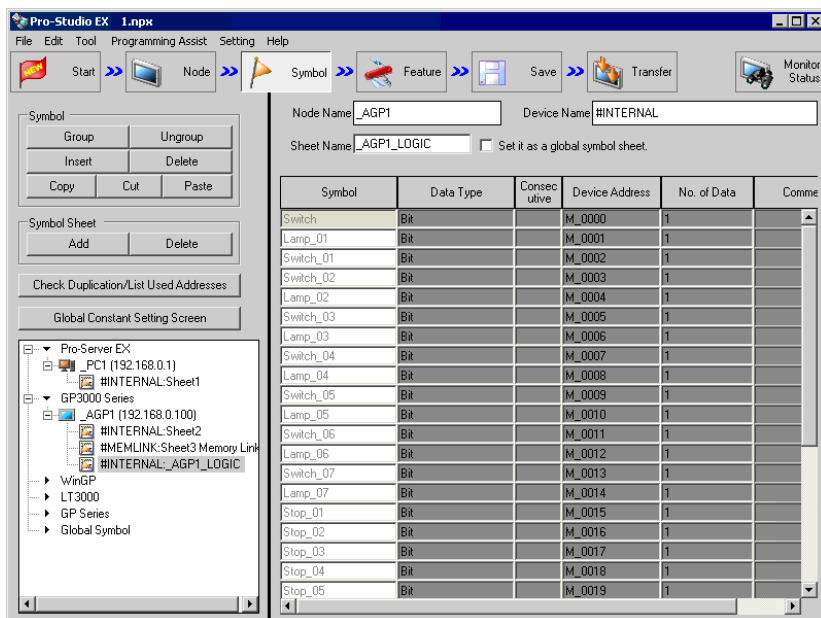 Pro-Studio EX 1.npx
File Edit Tool Programming Assist Setting Help
NEW Start Node Symbol Feature Save Transfer Monitor Status
Symbol
Group Ungroup
Insert Delete
Copy Cut Paste
Symbol Sheet
Add Delete
Check Duplication/List Used Addresses
Global Constant Setting Screen
Pro-Server EX
_PC1 (192.168.0.1)
#INTERNAL:Sheet1
GP3000 Series
_AGP1 (192.168.0.100)
#INTERNAL:Sheet2
#MEMLINK:Sheet3 Memory Link
#INTERNAL:_AGP1_LOGIC
WinGP
LT3000
GP Series
Global Symbol
Node Name _AGP1 Device Name #INTERNAL
Sheet Name _AGP1_LOGIC Set it as a global symbol sheet.
Symbol Data Type Consecutive Device Address No. of Data Comme
Switch Bit M_0000 1
Lamp_01 Bit M_0001 1
Switch_01 Bit M_0002 1
Switch_02 Bit M_0003 1
Lamp_02 Bit M_0004 1
Switch_03 Bit M_0005 1
Lamp_03 Bit M_0006 1
Switch_04 Bit M_0007 1
Lamp_04 Bit M_0008 1
Switch_05 Bit M_0009 1
Lamp_05 Bit M_0010 1
Switch_06 Bit M_0011 1
Lamp_06 Bit M_0012 1
Switch_07 Bit M_0013 1
Lamp_07 Bit M_0014 1
Stop_01 Bit M_0015 1
Stop_02 Bit M_0016 1
Stop_03 Bit M_0017 1
Stop_04 Bit M_0018 1
Stop_05 Bit M_0019 1